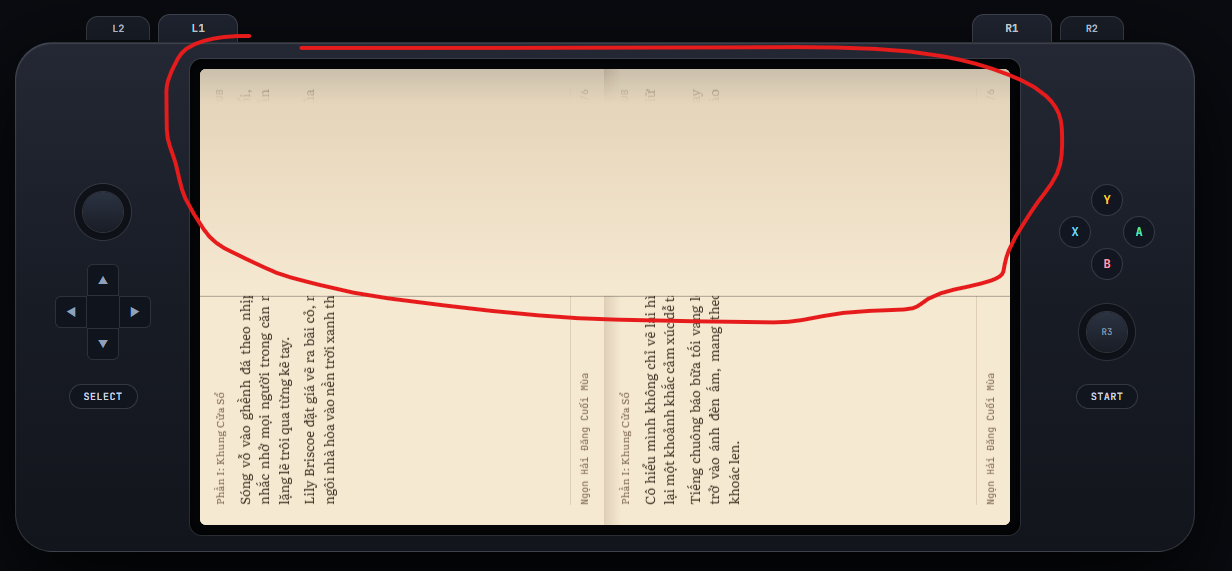 L2
L1
R1
R2
Phần I: Khung Cửa Sổ
Sóng vỗ vào ghềnh đá theo nhịp
nhắc nhở mọi người trong căn
lặng lẽ trôi qua từng kẽ tay.
Lily Briscoe đặt giá vẽ ra bãi cỏ,
ngôi nhà hòa vào nền trời xanh
Ngọn Hải Đăng Cuối Mùa
Phần I: Khung Cửa Sổ
Cô hiểu mình không chỉ vẽ lại
lại một khoảnh khắc cảm xúc dễ
Tiếng chuông báo bữa tối vang
trở vào ánh đèn ấm, mang theo
khoác len.
Ngọn Hải Đăng Cuối Mùa
Y
X
A
B
R3
SELECT
START